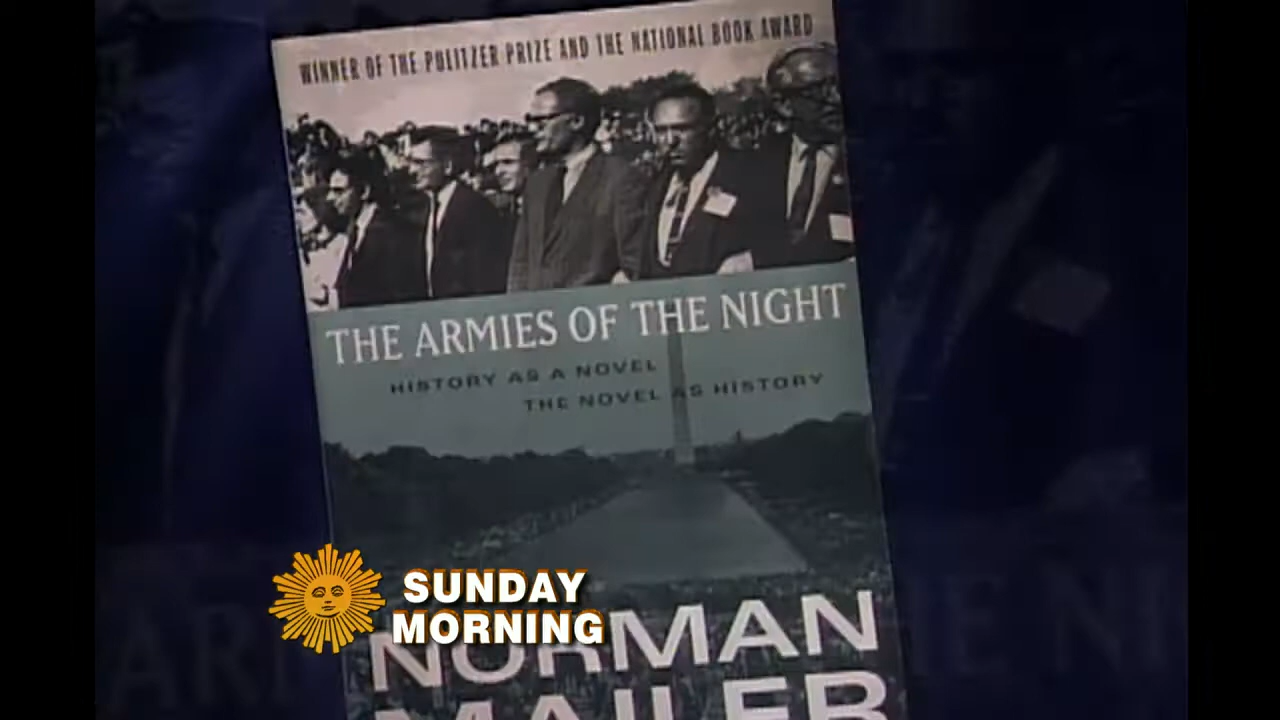 WINNER OF THE PULITZER PRIZE AND THE NATIONAL BOOK AWARD
THE ARMIES OF THE NIGHT
HISTORY AS A NOVEL
THE NOVEL AS HISTORY
SUNDAY
MORNING
NORMAN
MAILER